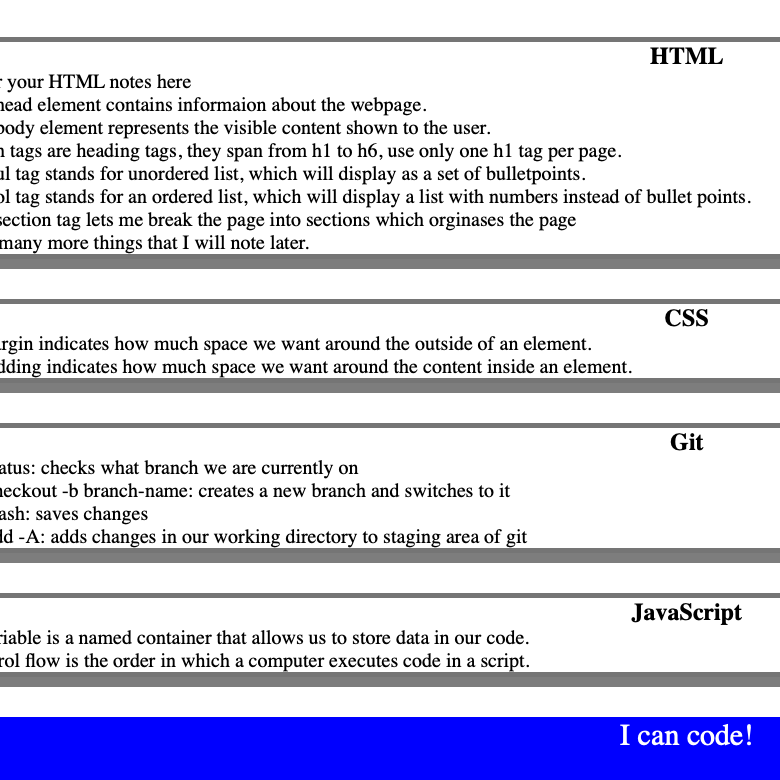 HTML
r your HTML notes here
head element contains informaion about the webpage.
body element represents the visible content shown to the user.
tags are heading tags, they span from h1 to h6, use only one h1 tag per page.
ul tag stands for unordered list, which will display as a set of bulletpoints.
ol tag stands for an ordered list, which will display a list with numbers instead of bullet points.
section tag lets me break the page into sections which orginases the page
many more things that I will note later.
CSS
rgin indicates how much space we want around the outside of an element.
dding indicates how much space we want around the content inside an element.
Git
atus: checks what branch we are currently on
heckout -b branch-name: creates a new branch and switches to it
ash: saves changes
dd -A: adds changes in our working directory to staging area of git
JavaScript
riable is a named container that allows us to store data in our code.
rol flow is the order in which a computer executes code in a script.
I can code!